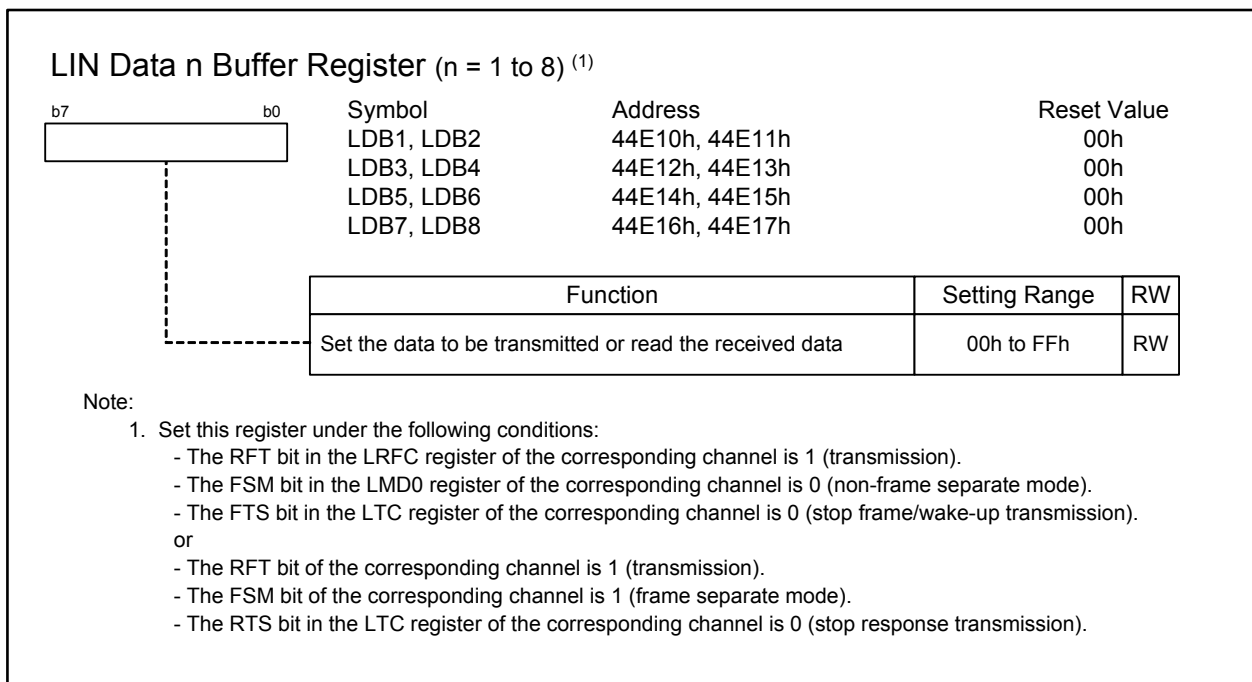 LIN Data n Buffer Register (n = 1 to 8) (1)
b7 b0 Symbol Address Reset Value
LDB1, LDB2 44E10h, 44E11h 00h
LDB3, LDB4 44E12h, 44E13h 00h
LDB5, LDB6 44E14h, 44E15h 00h
LDB7, LDB8 44E16h, 44E17h 00h
Function Setting Range RW
Set the data to be transmitted or read the received data 00h to FFh RW
Note:
1. Set this register under the following conditions:
- The RFT bit in the LRFC register of the corresponding channel is 1 (transmission).
- The FSM bit in the LMD0 register of the corresponding channel is 0 (non-frame separate mode).
- The FTS bit in the LTC register of the corresponding channel is 0 (stop frame/wake-up transmission).
or
- The RFT bit of the corresponding channel is 1 (transmission).
- The FSM bit of the corresponding channel is 1 (frame separate mode).
- The RTS bit in the LTC register of the corresponding channel is 0 (stop response transmission).